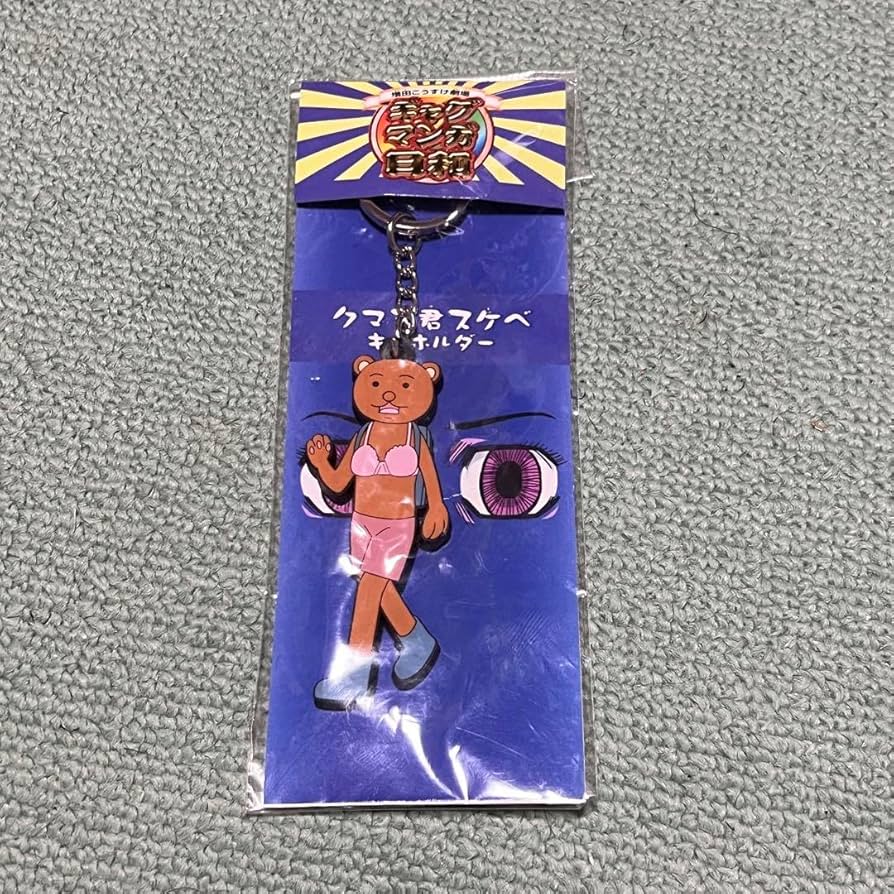 増田こうすけ劇場
ギャグ
マンガ
日和
クマ 君スケベ
キ ホルダー